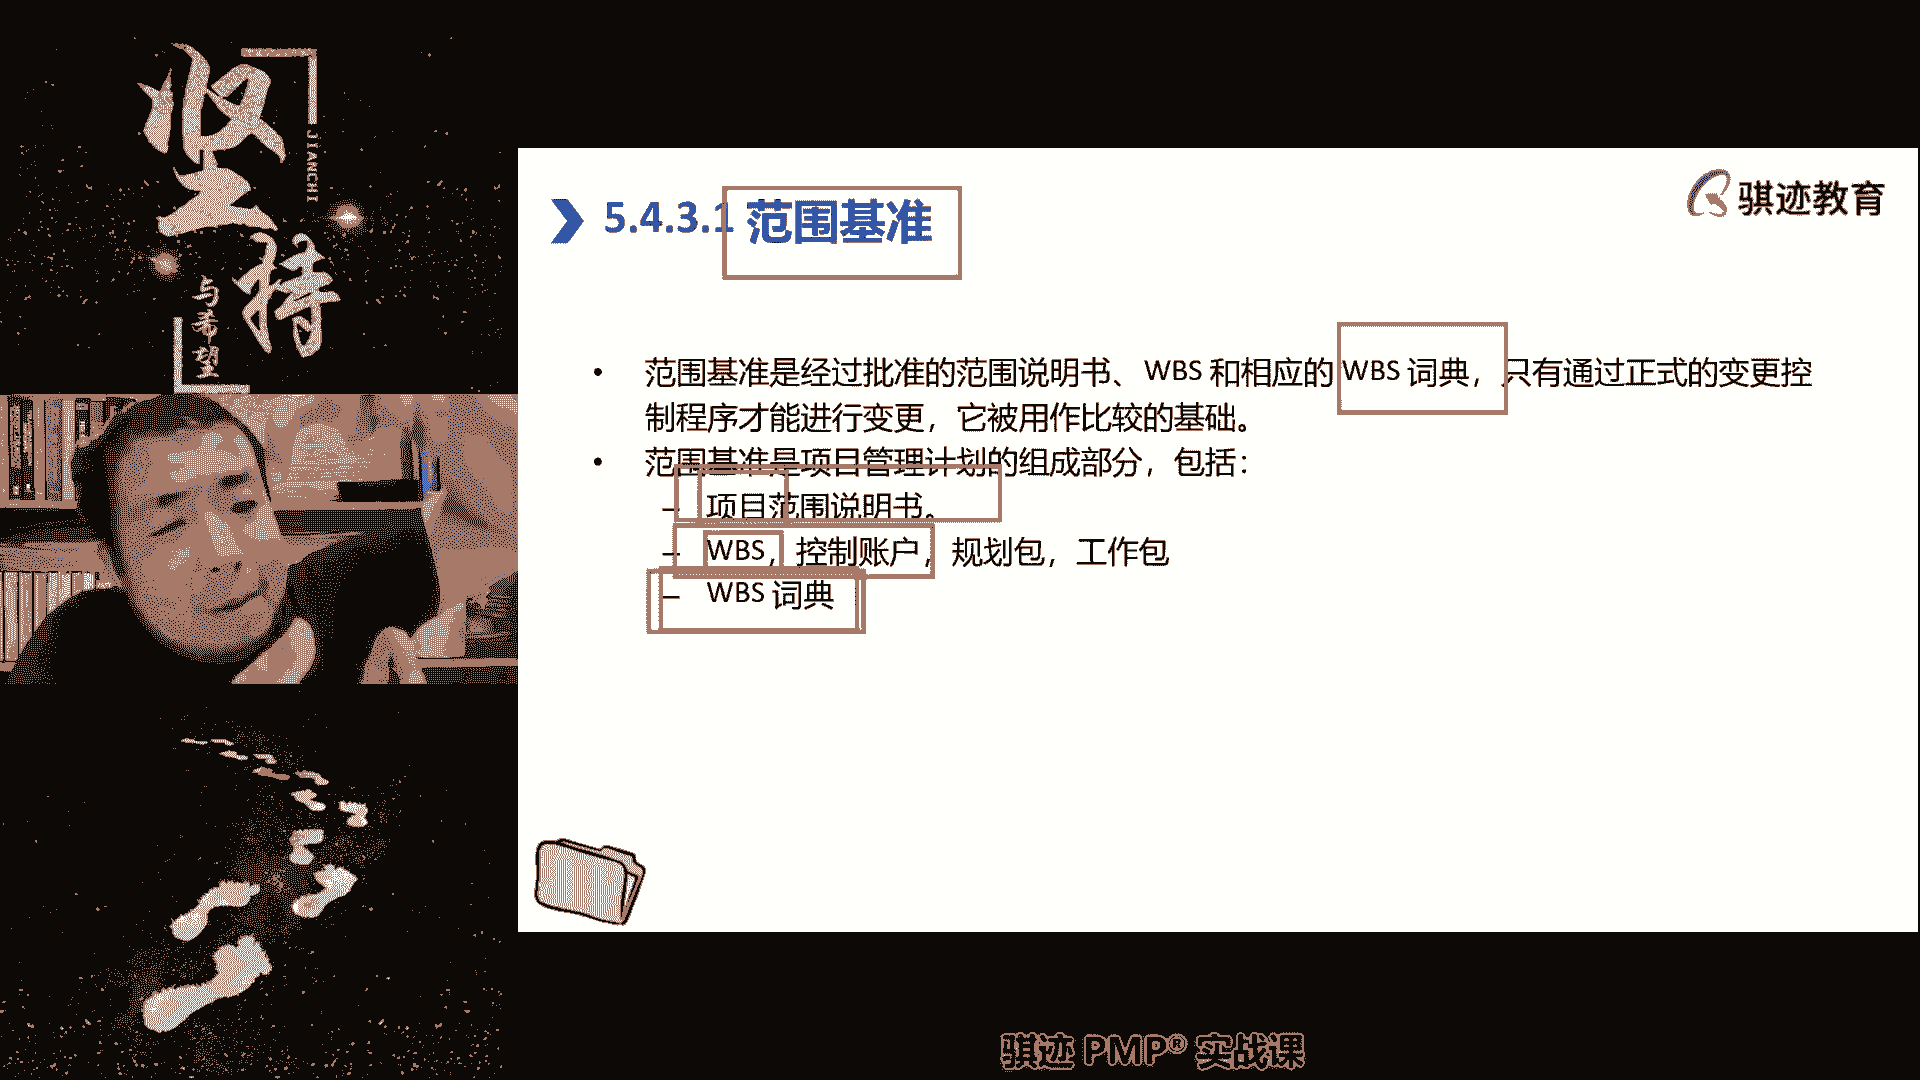 坚持
JIANCHI
与希望
5.4.3.1 范围基准
骐迹教育
• 范围基准是经过批准的范围说明书、WBS 和相应的 WBS 词典，只有通过正式的变更控
制程序才能进行变更，它被用作比较的基础。
• 范围基准是项目管理计划的组成部分，包括：
– 项目范围说明书。
– WBS，控制账户，规划包，工作包
– WBS 词典
骐迹 PMP® 实战课